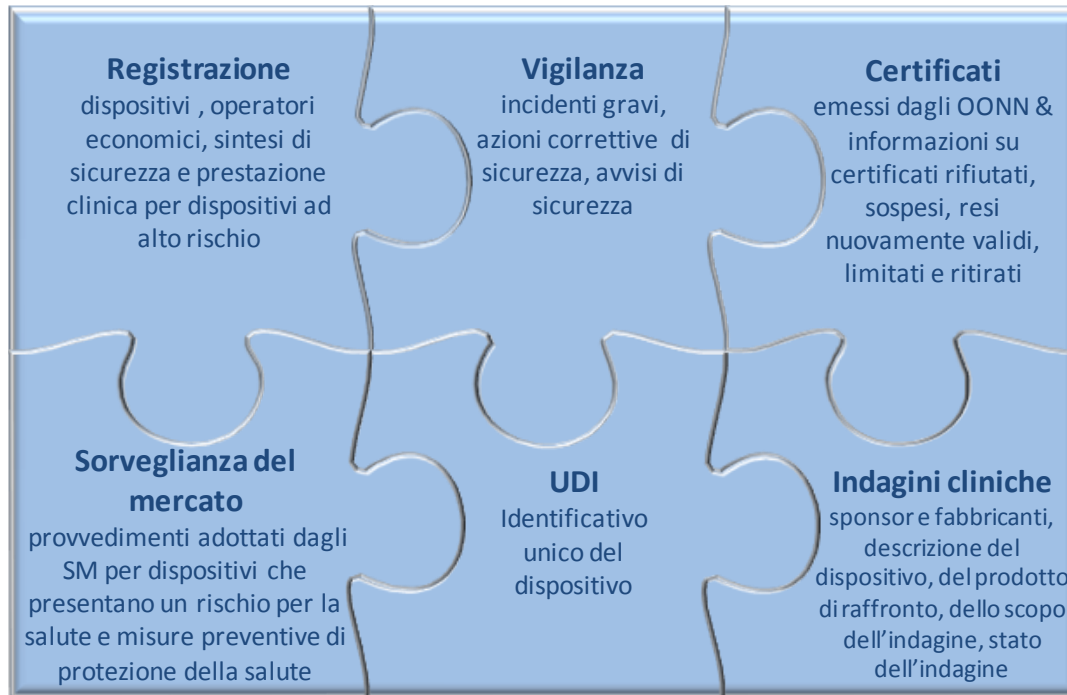 Registrazione
dispositivi , operatori
economici, sintesi di
sicurezza e prestazione
clinica per dispositivi ad
alto rischio
Vigilanza
incidenti gravi,
azioni correttive di
sicurezza, avvisi di
sicurezza
Certificati
emessi dagli OONN &
informazioni su
certificati rifiutati,
sospesi, resi
nuovamente validi,
limitati e ritirati
Sorveglianza del
mercato
provvedimenti adottati dagli
SM per dispositivi che
presentano un rischio per la
salute e misure preventive di
protezione della salute
UDI
Identificativo
unico del
dispositivo
Indagini cliniche
sponsor e fabbricanti,
descrizione del
dispositivo, del prodotto
di raffronto, dello scopo
dell'indagine, stato
dell'indagine